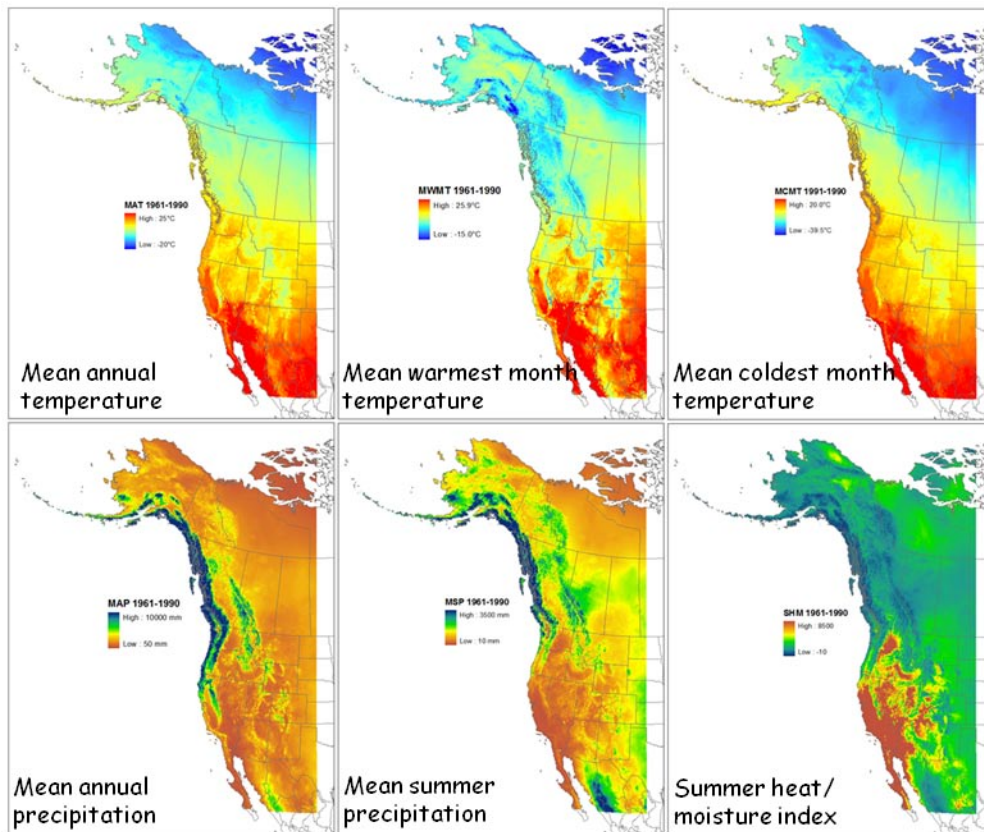 MAT 1961-1990
High : 25°C
Low : -20°C
Mean annual
temperature
MWMT 1961-1990
High : 25.9°C
Low : -15.0°C
Mean warmest month
temperature
MCMT 1991-1990
High : 20.0°C
Low : -39.5°C
Mean coldest month
temperature
MAP 1961-1990
High : 10000 mm
Low : 50 mm
Mean annual
precipitation
MSP 1961-1990
High : 3500 mm
Low : 10 mm
Mean summer
precipitation
SHM 1961-1990
High : 8500
Low : -10
Summer heat/
moisture index